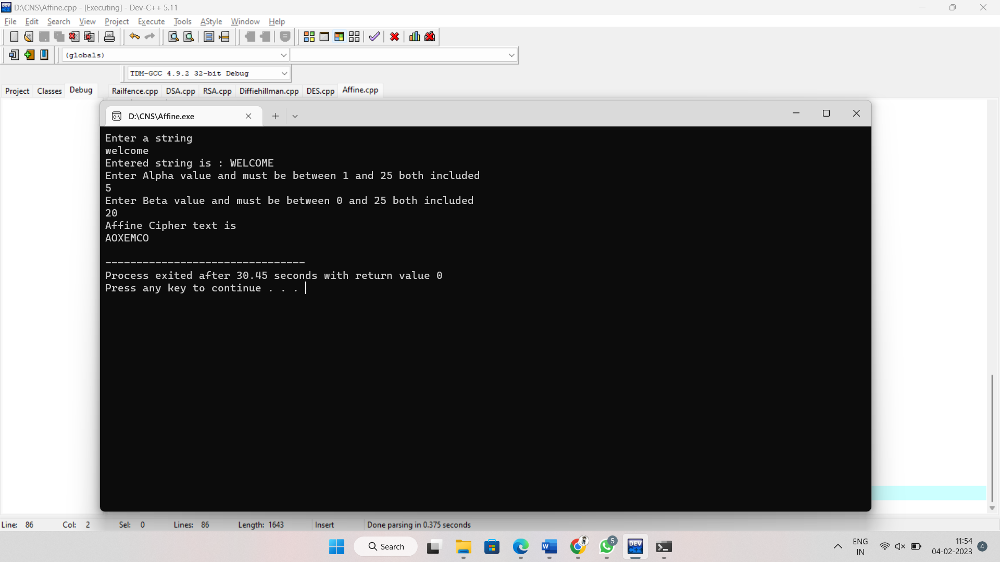 D:\CNS\Affine.cpp - [Executing] - Dev-C++ 5.11
File Edit Search View Project Execute Tools AStyle Window Help
(globals)
TDM-GCC 4.9.2 32-bit Debug
Project Classes Debug Railfence.cpp DSA.cpp RSA.cpp Diffiehillman.cpp DES.cpp Affine.cpp
D:\CNS\Affine.exe
Enter a string
welcome
Entered string is : WELCOME
Enter Alpha value and must be between 1 and 25 both included
5
Enter Beta value and must be between 0 and 25 both included
20
Affine Cipher text is
AOXEMCO
--------------------------------
Process exited after 30.45 seconds with return value 0
Press any key to continue . . .
Line: 86 Col: 2 Sel: 0 Lines: 86 Length: 1643 Insert Done parsing in 0.375 seconds
Search
5
DEV
C++
ENG
IN
11:54
04-02-2023
4